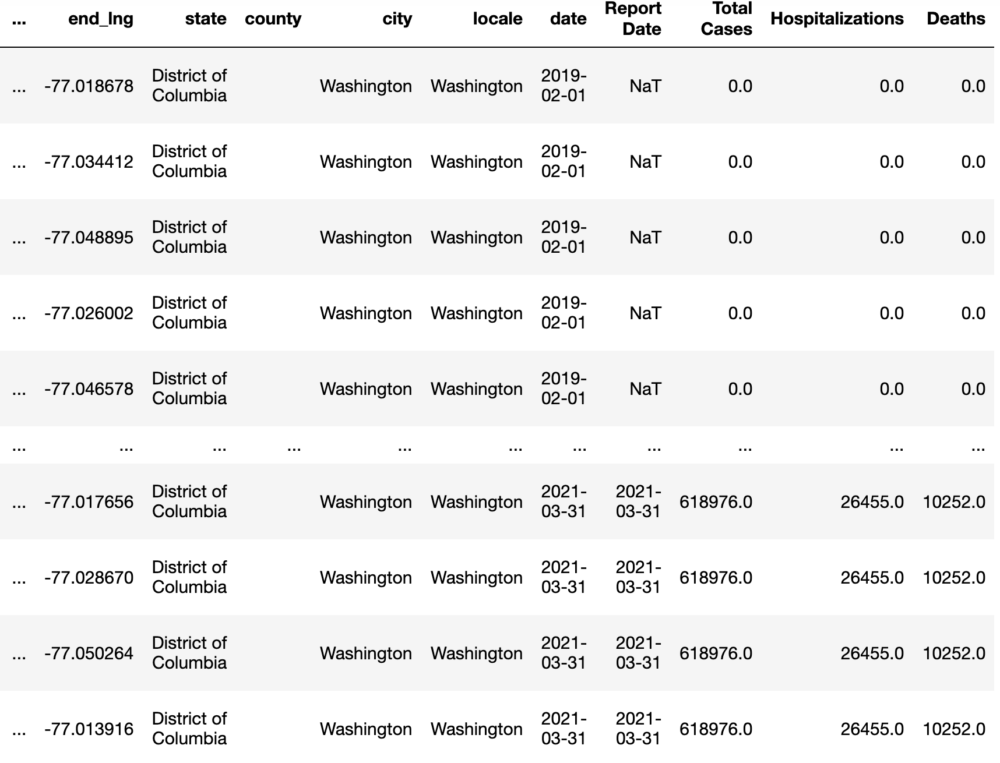 ... end_lng state county city locale date Report Date Total Cases Hospitalizations Deaths
... -77.018678 District of Columbia Washington Washington 2019-02-01 NaT 0.0 0.0 0.0
... -77.034412 District of Columbia Washington Washington 2019-02-01 NaT 0.0 0.0 0.0
... -77.048895 District of Columbia Washington Washington 2019-02-01 NaT 0.0 0.0 0.0
... -77.026002 District of Columbia Washington Washington 2019-02-01 NaT 0.0 0.0 0.0
... -77.046578 District of Columbia Washington Washington 2019-02-01 NaT 0.0 0.0 0.0
... ... ... ... ... ... ... ... ... ... ...
... -77.017656 District of Columbia Washington Washington 2021-03-31 2021-03-31 618976.0 26455.0 10252.0
... -77.028670 District of Columbia Washington Washington 2021-03-31 2021-03-31 618976.0 26455.0 10252.0
... -77.050264 District of Columbia Washington Washington 2021-03-31 2021-03-31 618976.0 26455.0 10252.0
... -77.013916 District of Columbia Washington Washington 2021-03-31 2021-03-31 618976.0 26455.0 10252.0